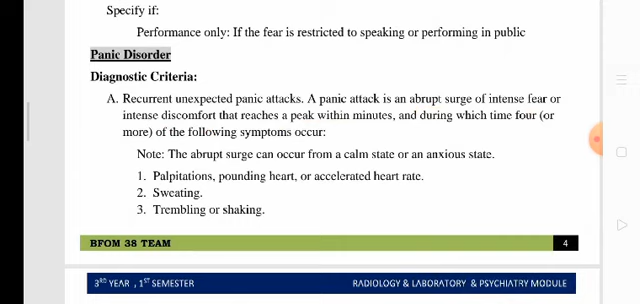 Specify if:
Performance only: If the fear is restricted to speaking or performing in public
Panic Disorder
Diagnostic Criteria:
A. Recurrent unexpected panic attacks. A panic attack is an abrupt surge of intense fear or
intense discomfort that reaches a peak within minutes, and during which time four (or
more) of the following symptoms occur:
Note: The abrupt surge can occur from a calm state or an anxious state.
1. Palpitations, pounding heart, or accelerated heart rate.
2. Sweating.
3. Trembling or shaking.
BFOM 38 TEAM 4
3RD YEAR , 1ST SEMESTER RADIOLOGY & LABORATORY & PSYCHIATRY MODULE